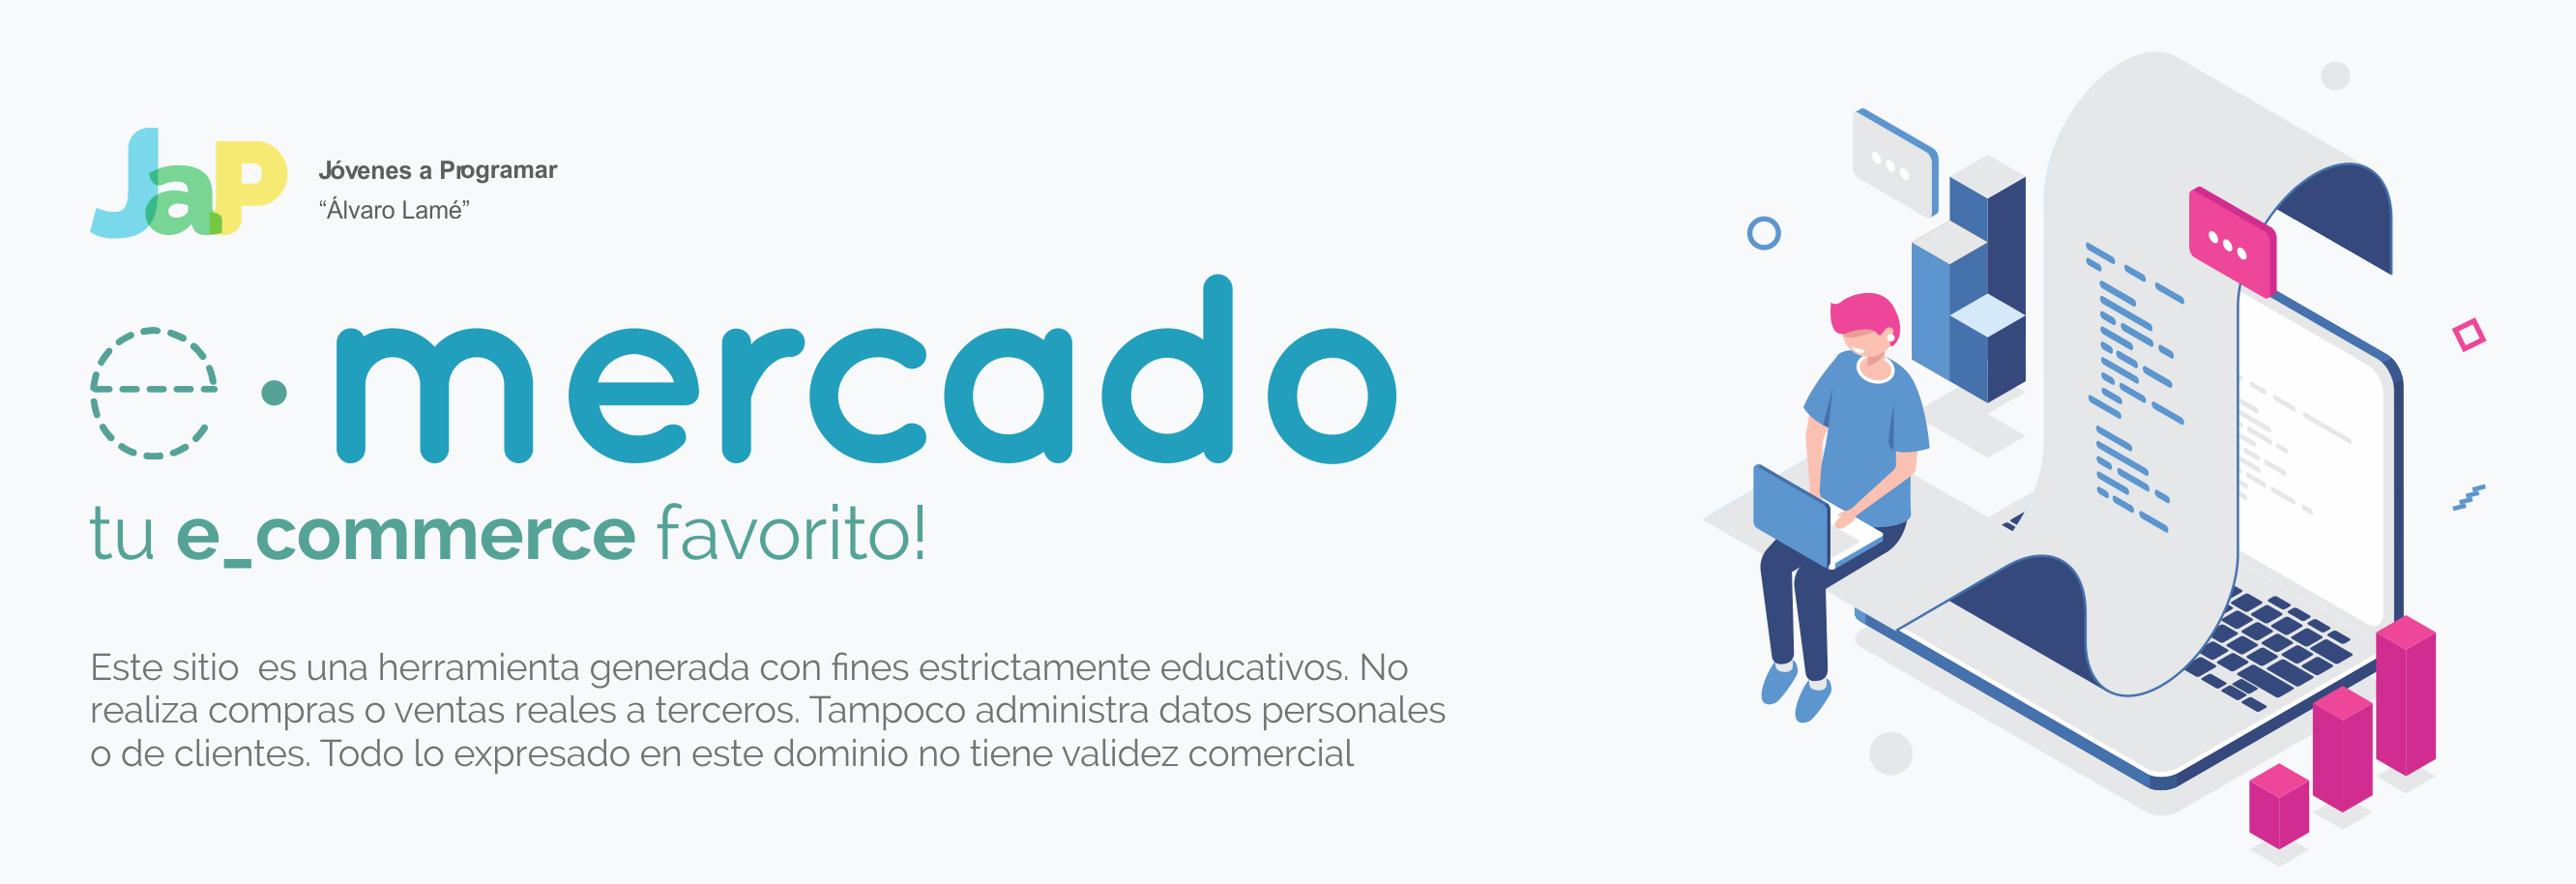 JaP
Jóvenes a Programar
“Álvaro Lamé”
e · mercado
tu e_commerce favorito!
Este sitio  es una herramienta generada con fines estrictamente educativos. No
realiza compras o ventas reales a terceros. Tampoco administra datos personales
o de clientes. Todo lo expresado en este dominio no tiene validez comercial